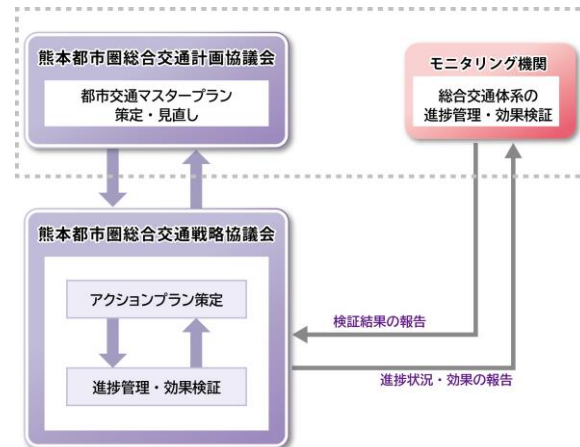 熊本都市圏総合交通計画協議会
都市交通マスタープラン
策定・見直し
モニタリング機関
総合交通体系の
進捗管理・効果検証
熊本都市圏総合交通戦略協議会
アクションプラン策定
進捗管理・効果検証
検証結果の報告
進捗状況・効果の報告